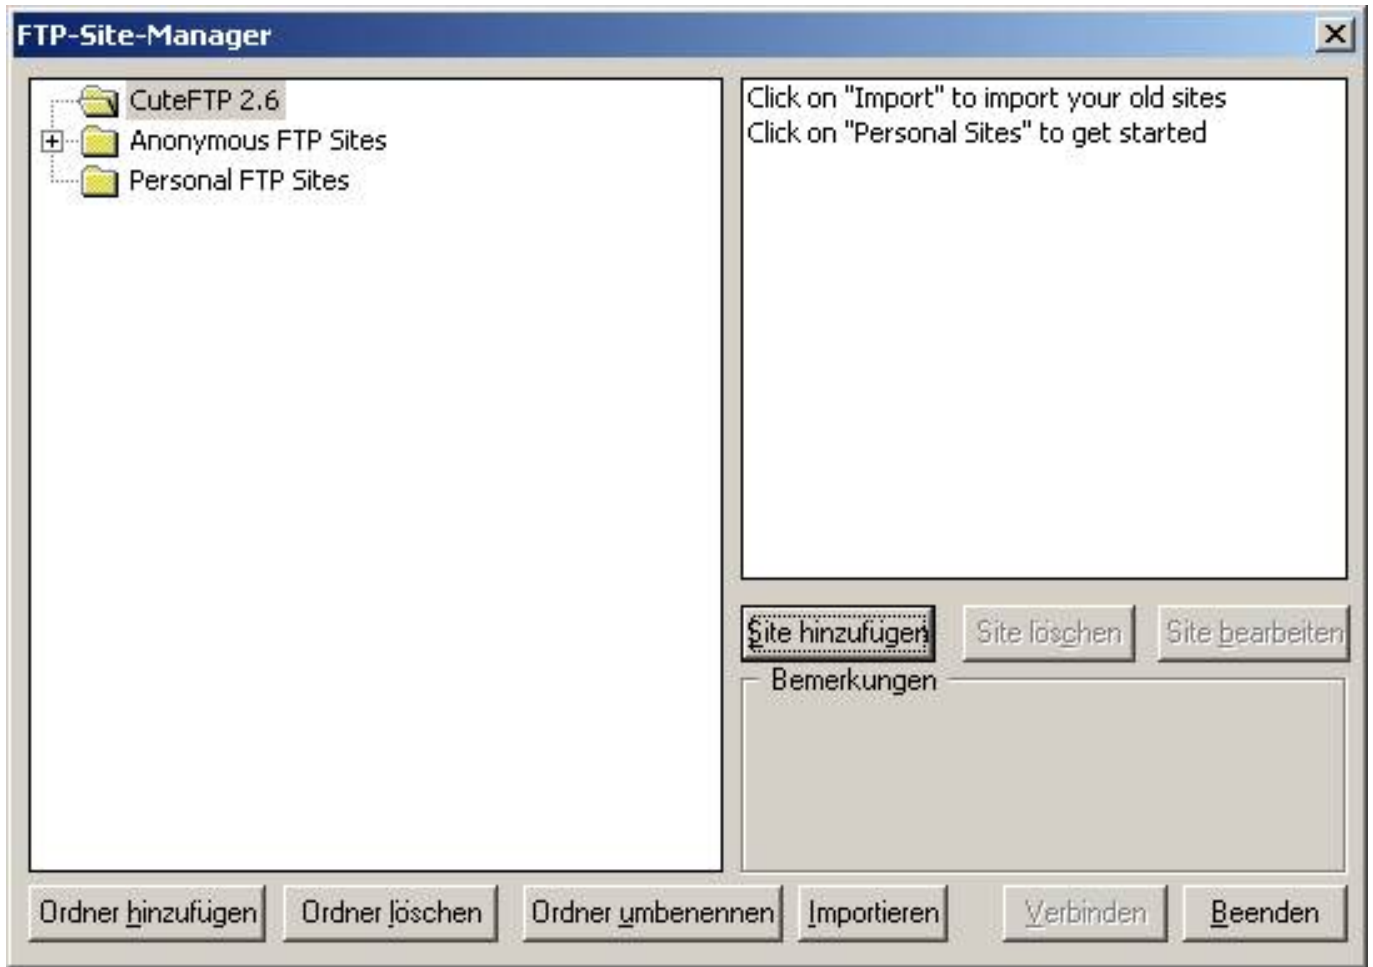 FTP-Site-Manager
CuteFTP 2.6
Anonymous FTP Sites
Personal FTP Sites
Click on "Import" to import your old sites
Click on "Personal Sites" to get started
Site hinzufügen
Site löschen
Site bearbeiten
Bemerkungen
Ordner hinzufügen
Ordner löschen
Ordner umbenennen
Importieren
Verbinden
Beenden